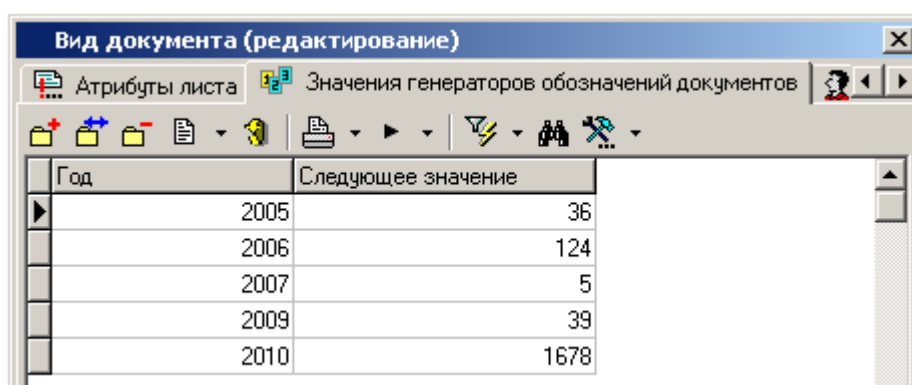 Вид документа (редактирование)
Атрибуты листа Значения генераторов обозначений документов
Год Следующее значение
2005 36
2006 124
2007 5
2009 39
2010 1678